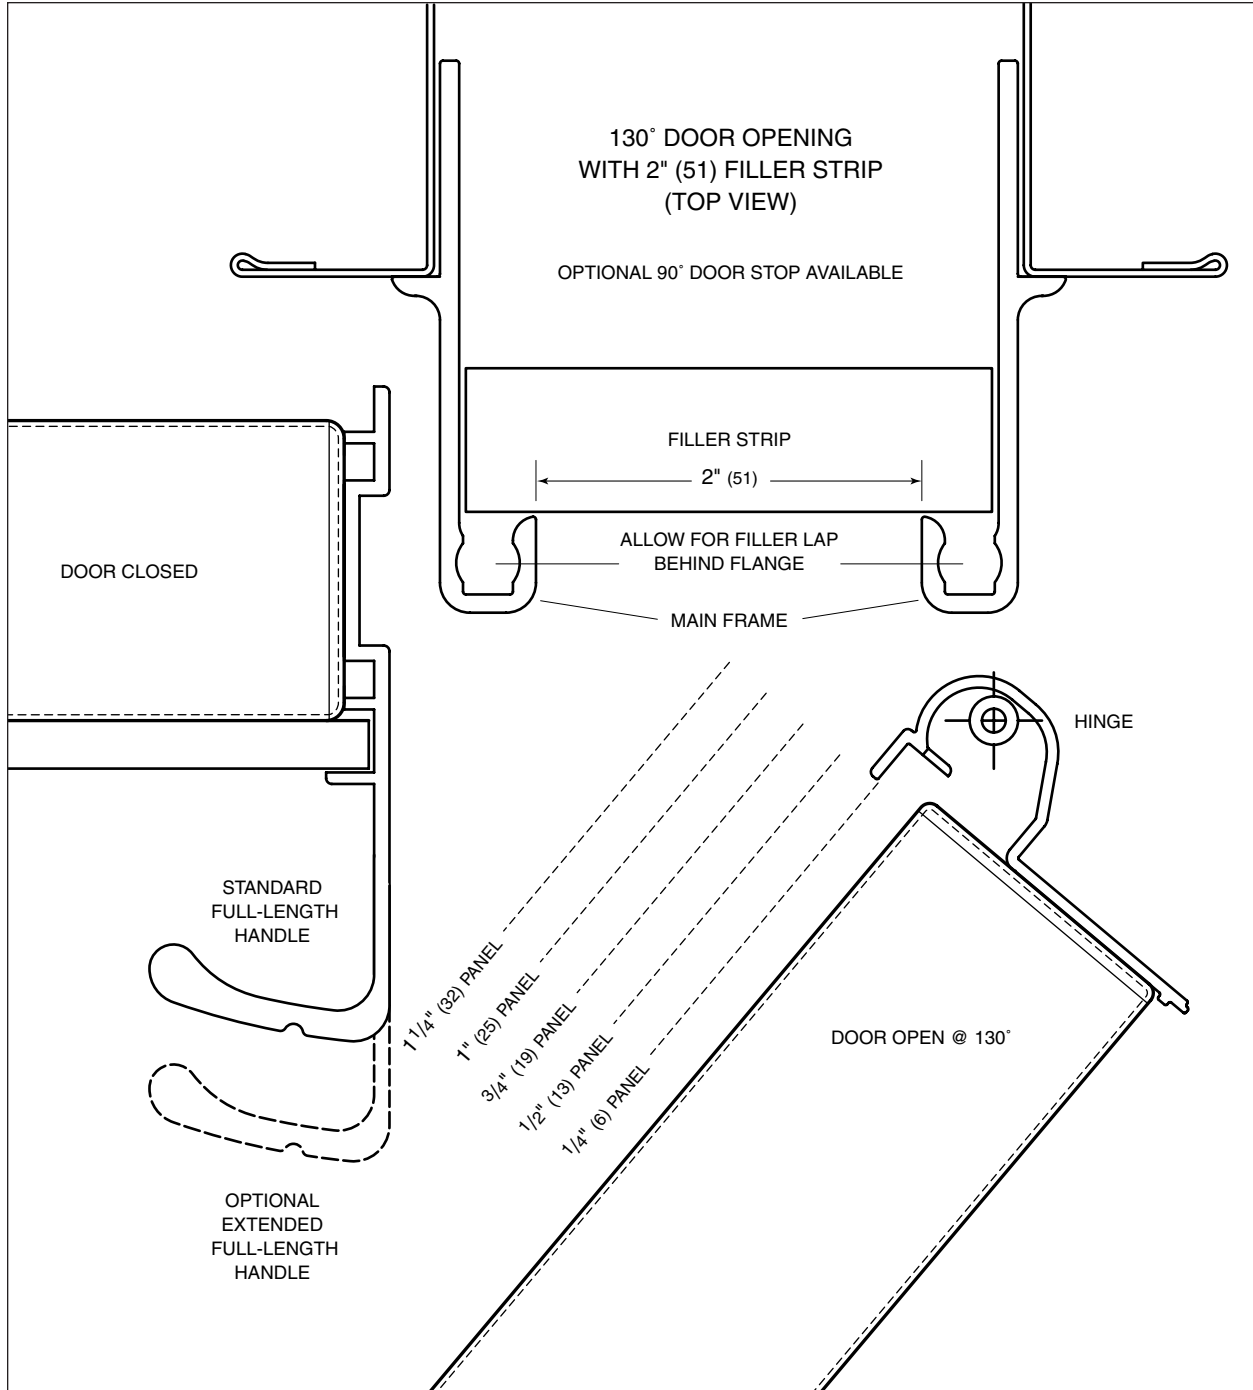 130° DOOR OPENING
WITH 2" (51) FILLER STRIP
(TOP VIEW)
OPTIONAL 90° DOOR STOP AVAILABLE
FILLER STRIP
2" (51)
ALLOW FOR FILLER LAP
BEHIND FLANGE
DOOR CLOSED
MAIN FRAME
HINGE
STANDARD
FULL-LENGTH
HANDLE
1 1/4" (32) PANEL
1" (25) PANEL
3/4" (19) PANEL
1/2" (13) PANEL
1/4" (6) PANEL
DOOR OPEN @ 130°
OPTIONAL
EXTENDED
FULL-LENGTH
HANDLE